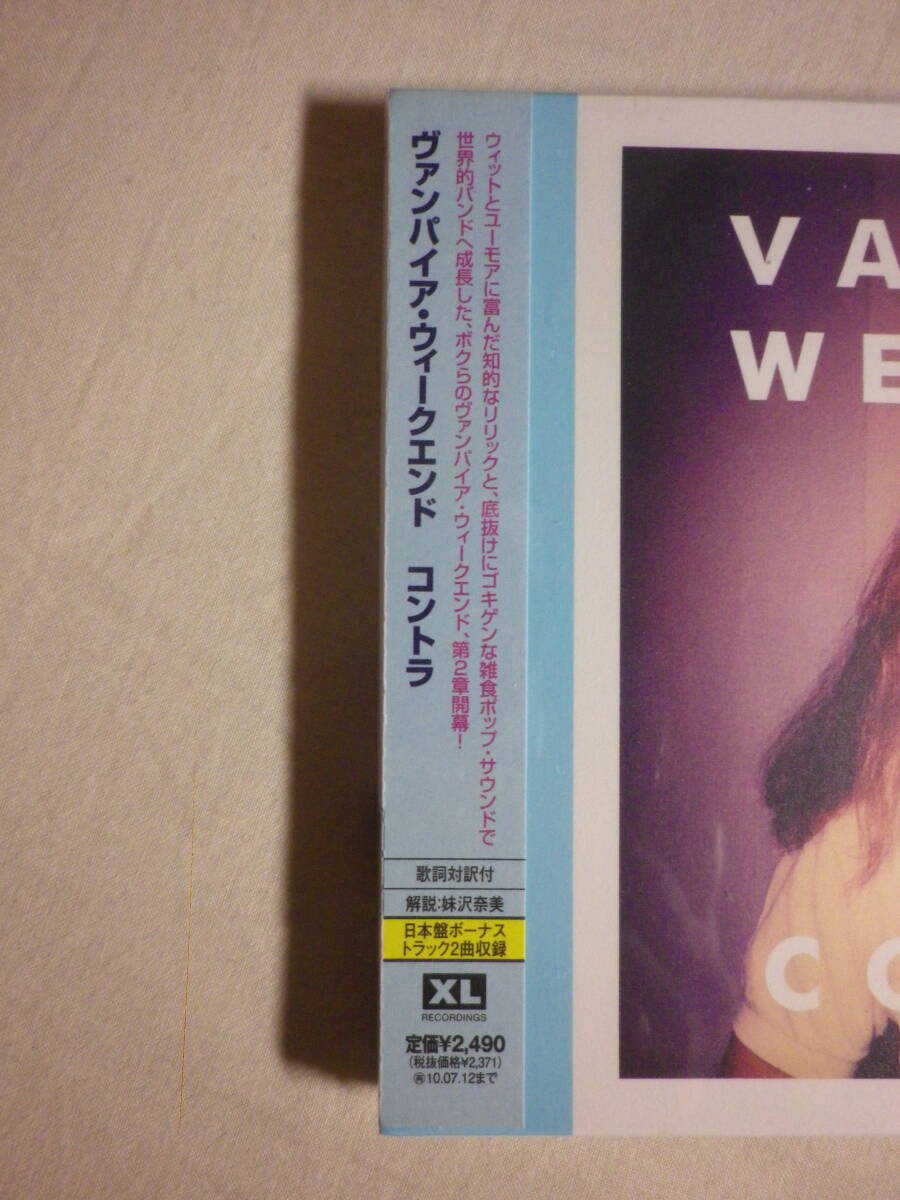 ヴァンパイア・ウィークエンド　コントラ
ウィットとユーモアに富んだ知的なリリックと、底抜けにゴキゲンな雑食ポップ・サウンドで
世界的バンドへ成長した、ボクらのヴァンパイア・ウィークエンド、第2章開幕！
歌詞対訳付
解説:妹沢奈美
日本盤ボーナス
トラック2曲収録
XL
RECORDINGS
定価¥2,490
(税抜価格¥2,371)
10.07.12まで
VA
WE
CO